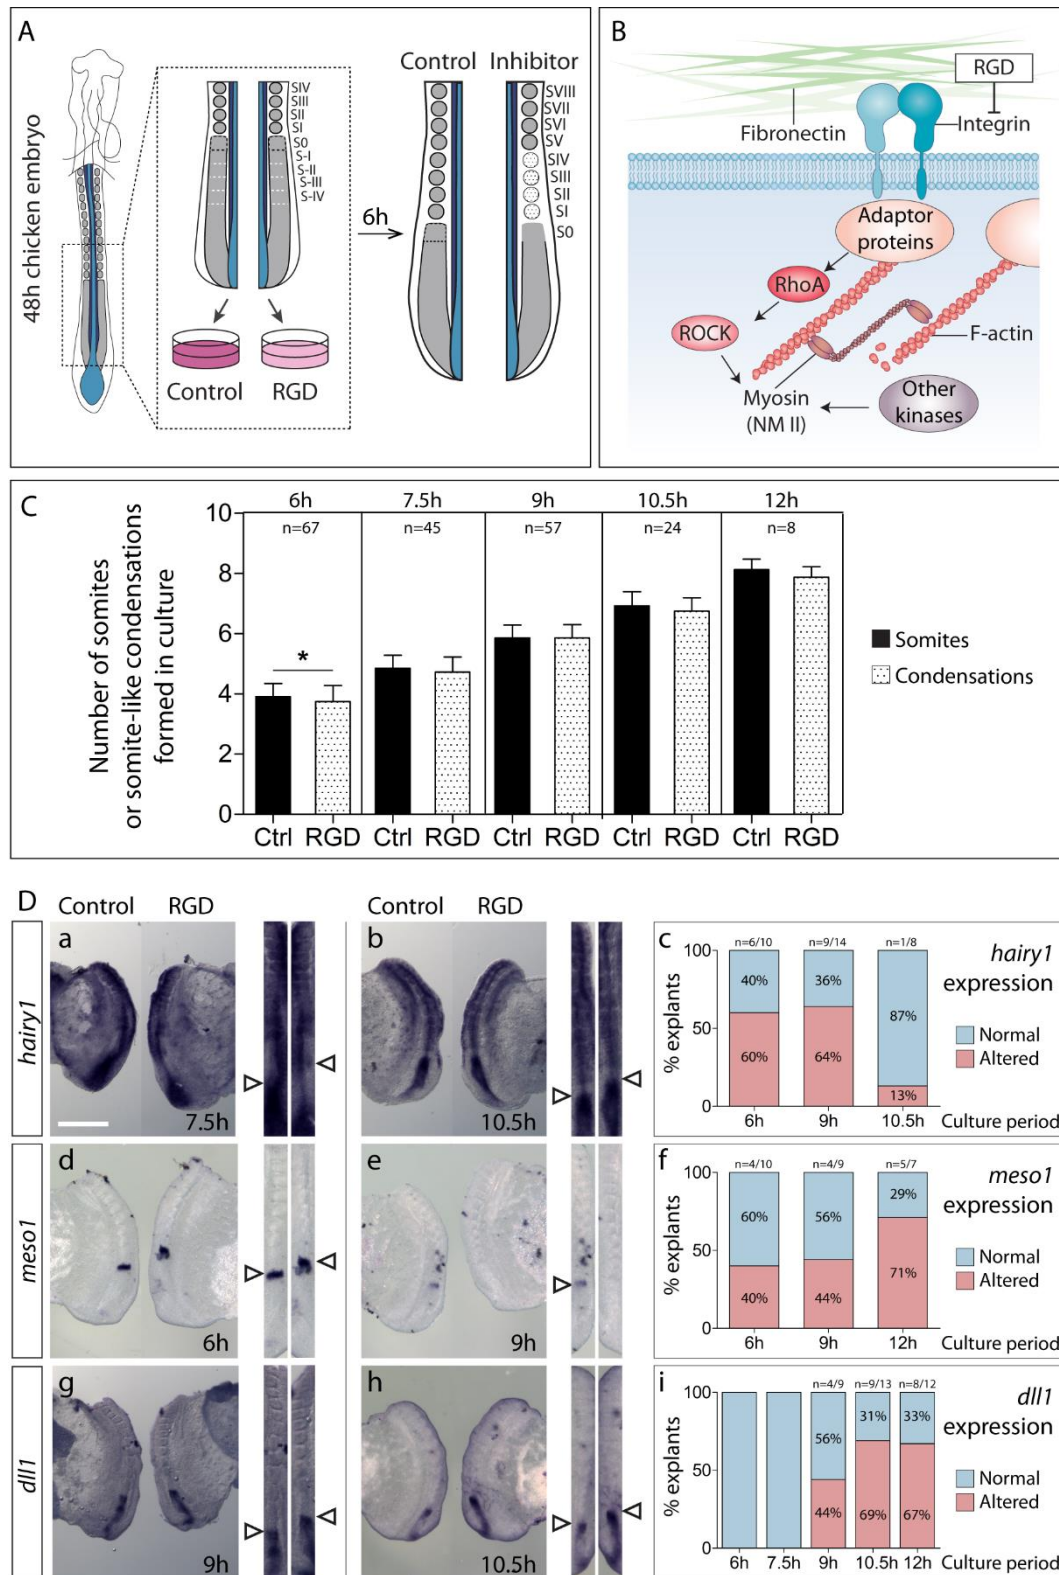 A
48h chicken embryo
SIV
SIII
SII
SI
S0
S-I
S-II
S-III
S-IV
Control
RGD
6h
Control
Inhibitor
SVIII
SVII
SVI
SV
SIV
SIII
SII
SI
S0
B
RGD
Fibronectin
Integrin
Adaptor
proteins
RhoA
ROCK
F-actin
Myosin
(NM II)
Other
kinases
C
Number of somites
or somite-like condensations
formed in culture
10
8
6
4
2
0
6h
7.5h
9h
10.5h
12h
n=67
n=45
n=57
n=24
n=8
*
Ctrl RGD Ctrl RGD Ctrl RGD Ctrl RGD Ctrl RGD
Somites
Condensations
D
Control RGD
Control RGD
hairy1
a
7.5h
b
10.5h
c
n=6/10 n=9/14 n=1/8
hairy1
expression
% explants
100
50
0
40% 36% 87%
60% 64% 13%
Normal
Altered
6h 9h 10.5h Culture period
meso1
d
6h
e
9h
f
n=4/10 n=4/9 n=5/7
meso1
expression
% explants
100
50
0
60% 56% 29%
40% 44% 71%
Normal
Altered
6h 9h 12h Culture period
dll1
g
9h
h
10.5h
i
n=4/9 n=9/13 n=8/12
dll1
expression
% explants
100
50
0
56% 31% 33%
44% 69% 67%
Normal
Altered
6h 7.5h 9h 10.5h 12h Culture period